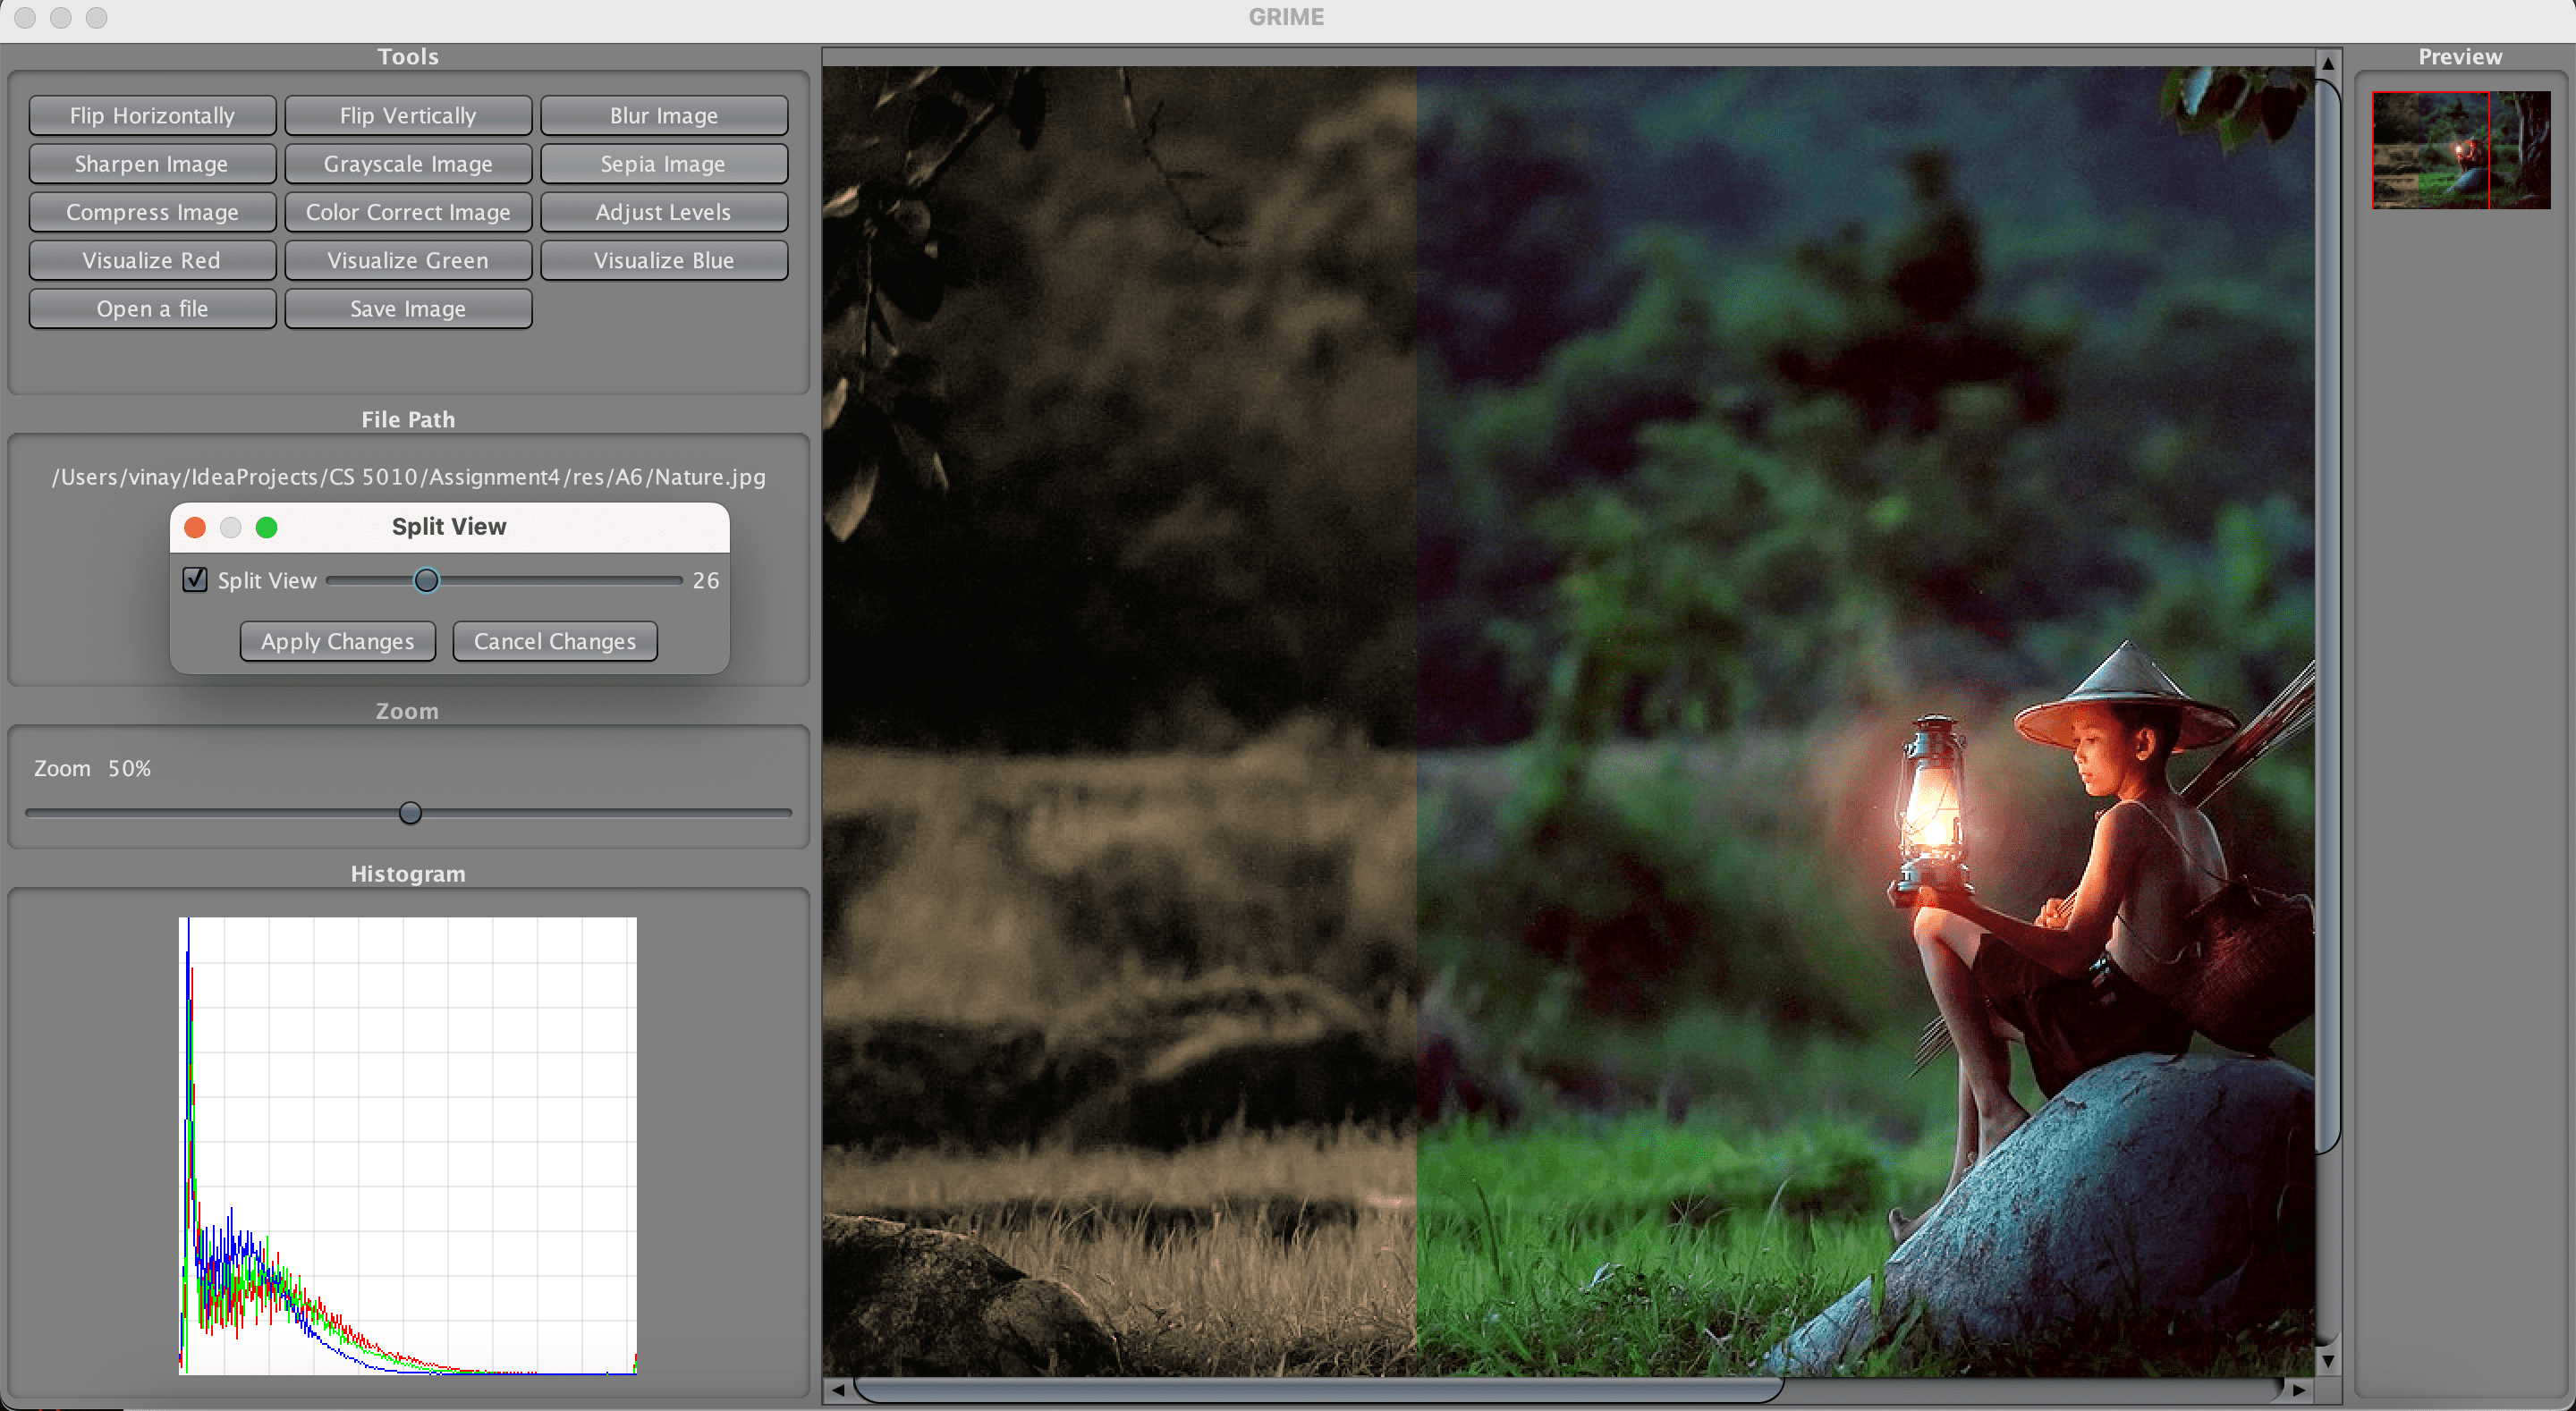 GRIME
Tools
Flip Horizontally Flip Vertically Blur Image
Sharpen Image Grayscale Image Sepia Image
Compress Image Color Correct Image Adjust Levels
Visualize Red Visualize Green Visualize Blue
Open a file Save Image
File Path
/Users/vinay/IdeaProjects/CS 5010/Assignment4/res/A6/Nature.jpg
Split View
Split View 26
Apply Changes Cancel Changes
Zoom
Zoom 50%
Histogram
Preview